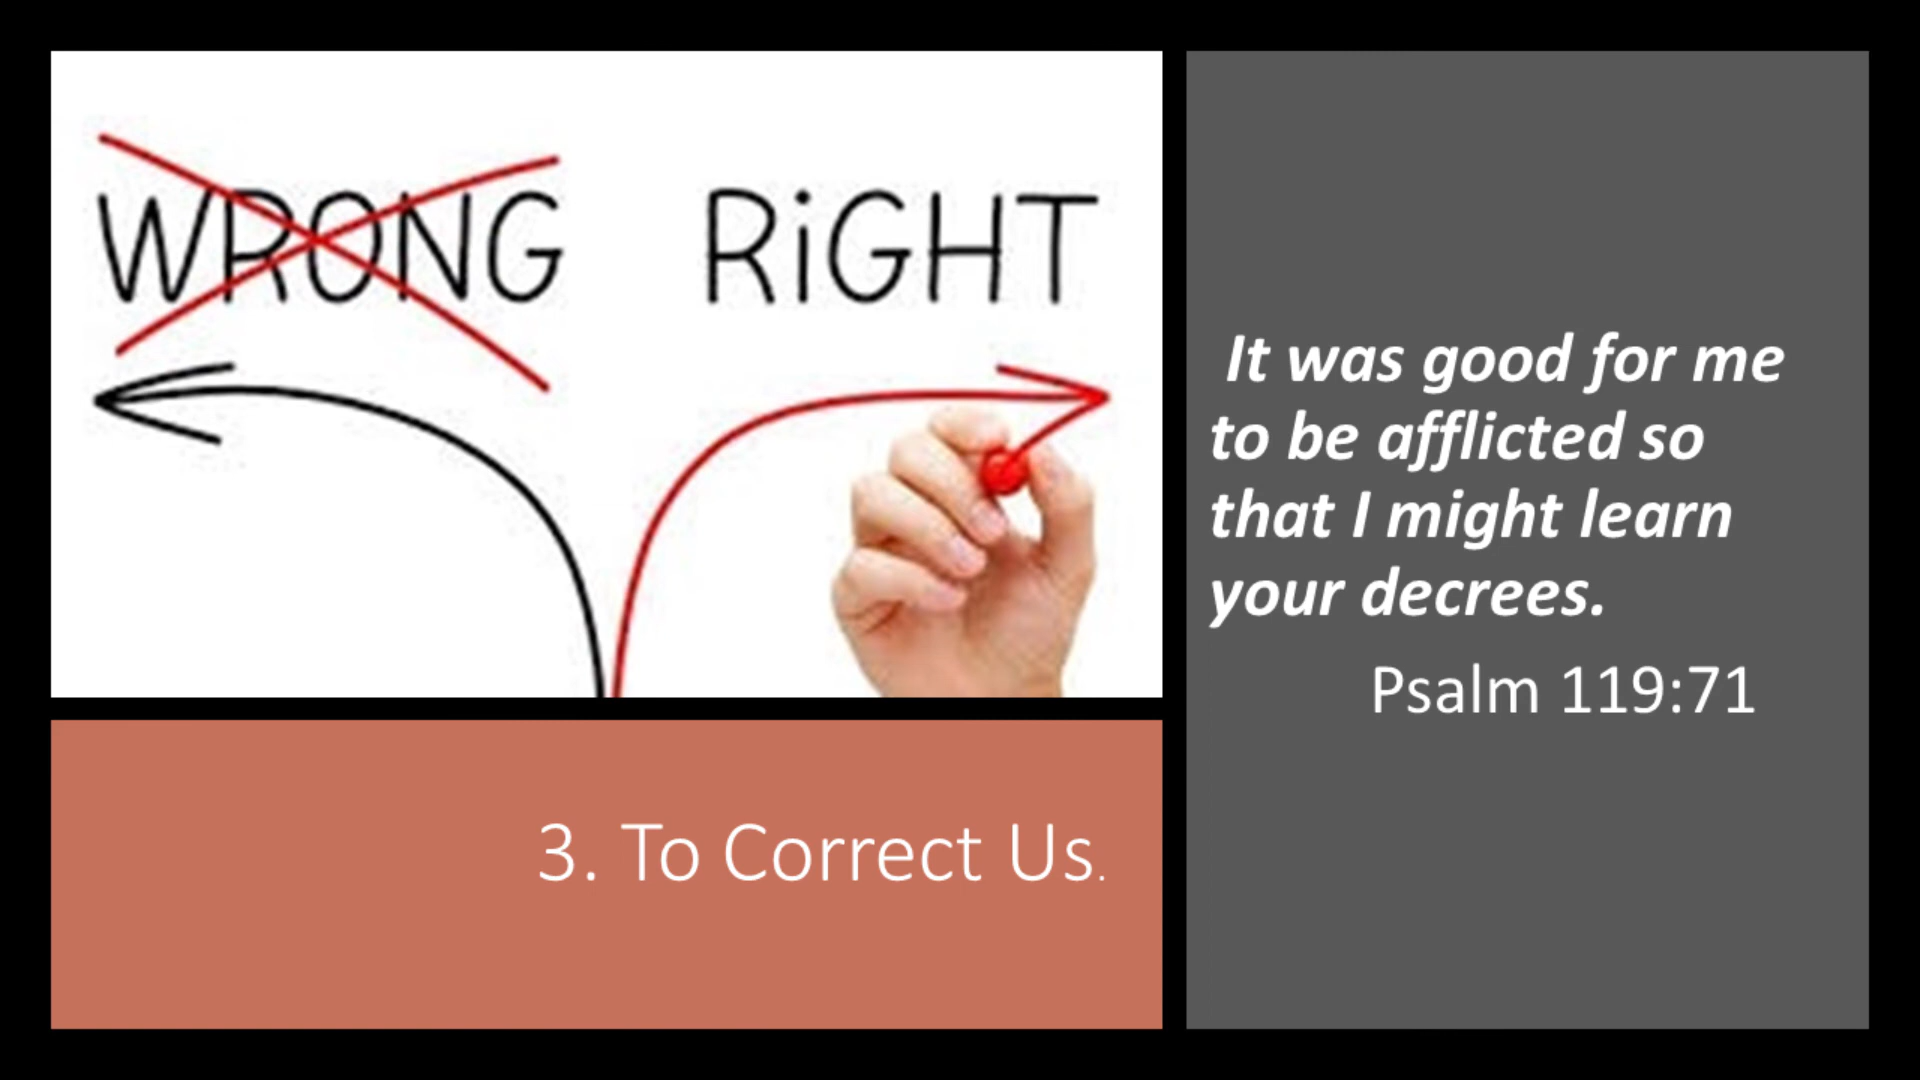 WRONG RiGHT
3. To Correct Us.
It was good for me
to be afflicted so
that I might learn
your decrees.
Psalm 119:71